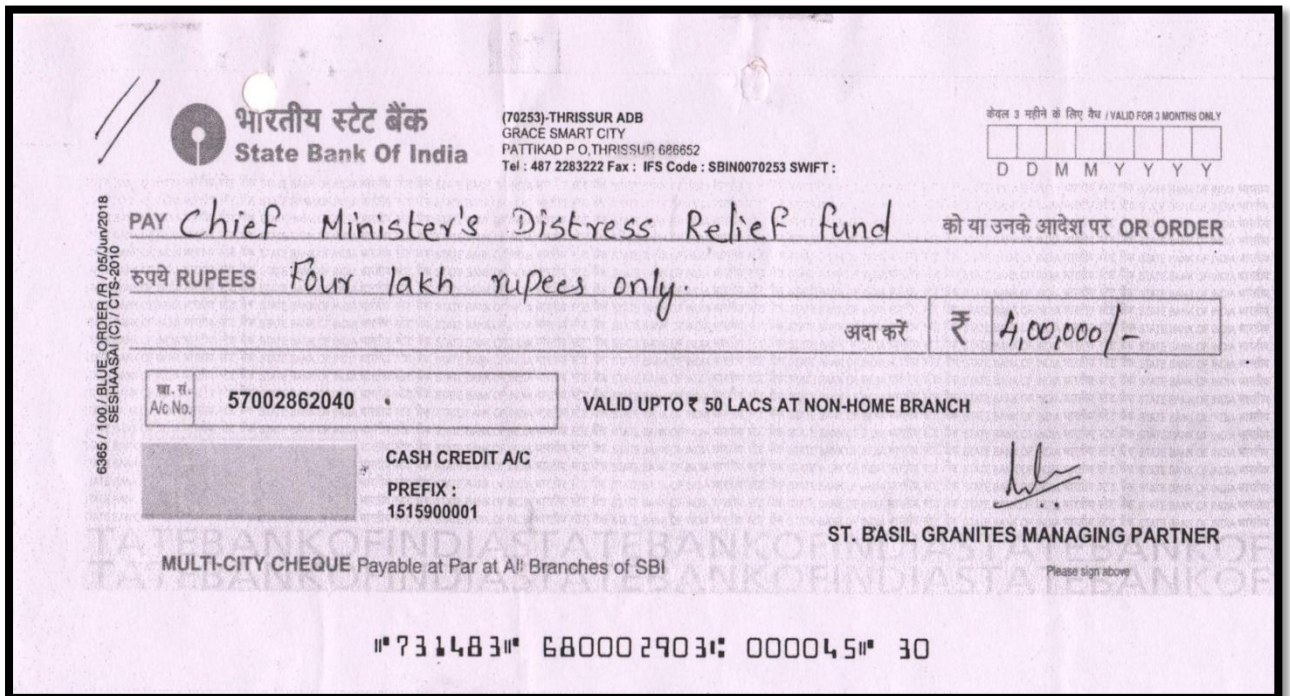 भारतीय स्टेट बैंक
State Bank Of India
(70253)-THRISSUR ADB
GRACE SMART CITY
PATTIKAD P O,THRISSUR 686652
Tel : 487 2283222 Fax : IFS Code : SBIN0070253 SWIFT :
केवल 3 महीने के लिए वैध / VALID FOR 3 MONTHS ONLY
D D M M Y Y Y Y
PAY Chief Minister's Distress Relief fund को या उनके आदेश पर OR ORDER
रुपये RUPEES Four lakh rupees only.
अदा करें ₹ 4,00,000/-
खा. सं.
A/c No. 57002862040
VALID UPTO ₹ 50 LACS AT NON-HOME BRANCH
CASH CREDIT A/C
PREFIX :
1515900001
ST. BASIL GRANITES MANAGING PARTNER
Please sign above
MULTI-CITY CHEQUE Payable at Par at All Branches of SBI
TATEBANKOFINDIASTATEBANKOFINDIASTATEBANKOF
TATEBANKOFINDIASTATEBANKOFINDIASTATEBANKOF
⑈731483⑈ 680002903⑆ 000045⑈ 30
6365 / 100 / BLUE_ORDER /R / 05/Jun/2018
SESHAASAI (C) / CTS-2010